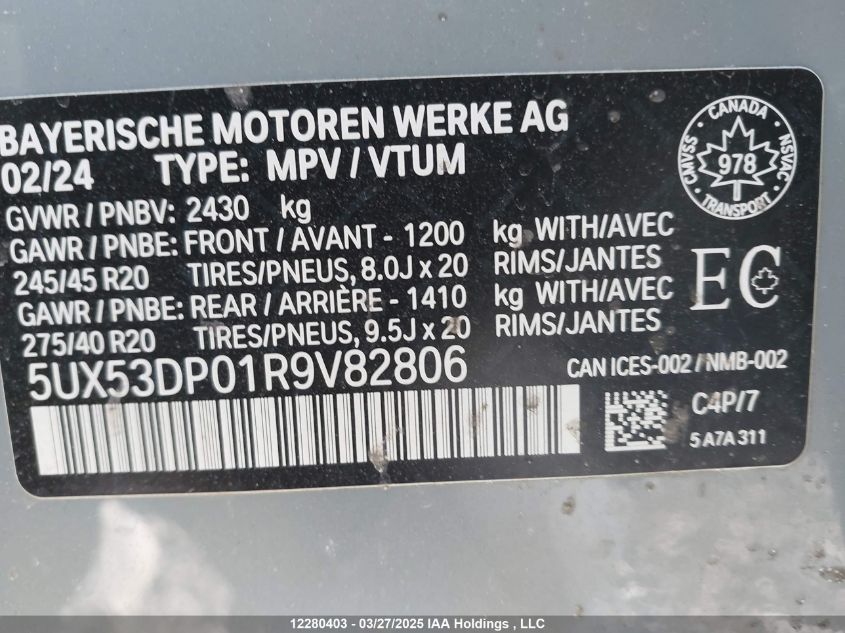 BAYERISCHE MOTOREN WERKE AG
02/24 TYPE: MPV / VTUM
GVWR / PNBV: 2430 kg
GAWR / PNBE: FRONT / AVANT - 1200 kg WITH/AVEC
245/45 R20 TIRES/PNEUS, 8.0J x 20 RIMS/JANTES
GAWR / PNBE: REAR / ARRIÈRE - 1410 kg WITH/AVEC
275/40 R20 TIRES/PNEUS, 9.5J x 20 RIMS/JANTES
5UX53DP01R9V82806
CANADA
CMVSS 978 NSVAC
TRANSPORT
EC
CAN ICES-002 / NMB-002
C4P/7
5 A7A 311
12280403 - 03/27/2025 IAA Holdings , LLC